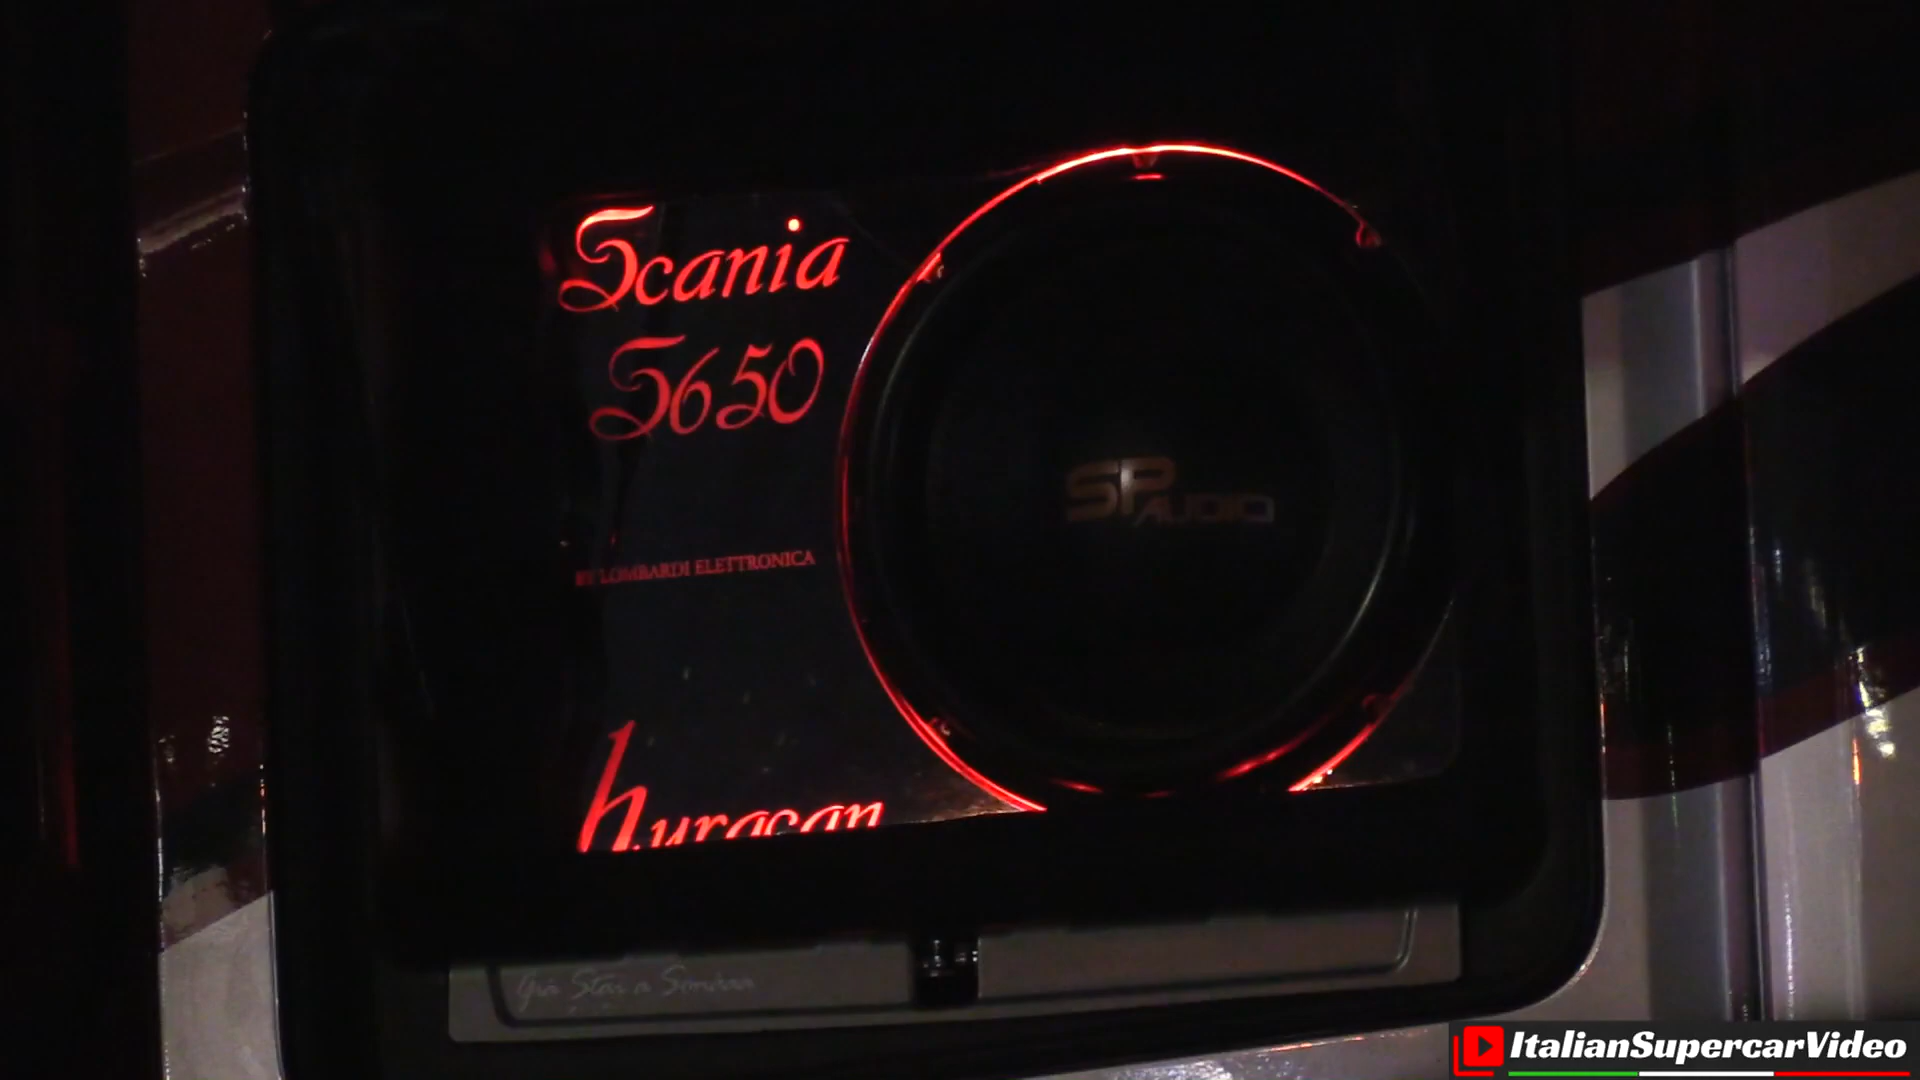 Scania
S650
BY LOMBARDI ELETTRONICA
SP AUDIO
huracan
ItalianSupercarVideo